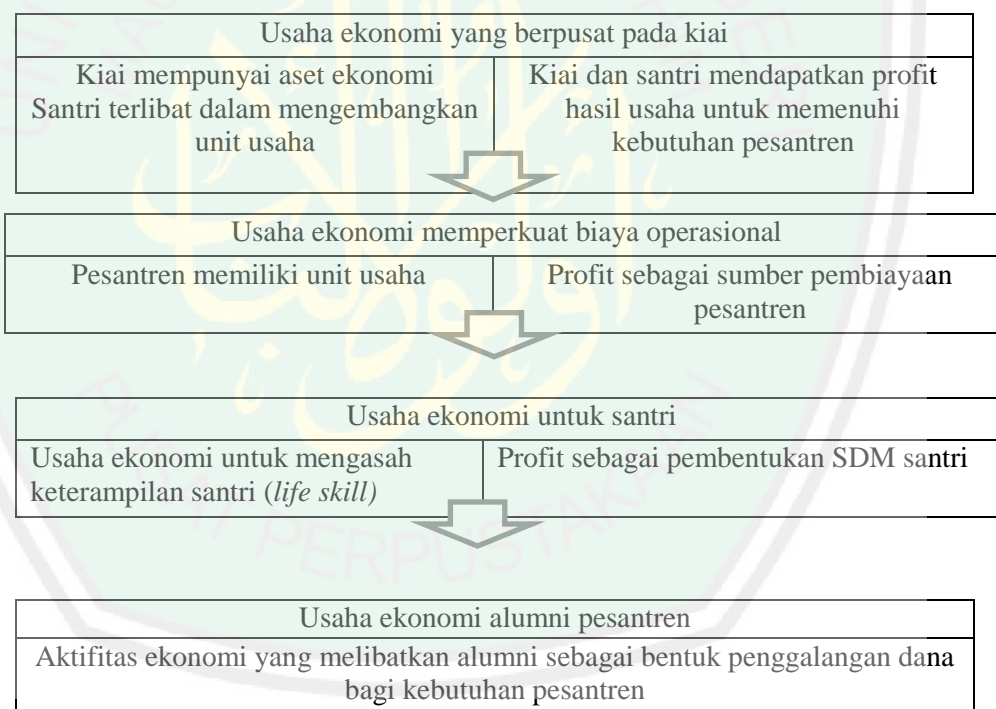 Usaha ekonomi yang berpusat pada kiai
Kiai mempunyai aset ekonomi
Santri terlibat dalam mengembangkan
unit usaha
Kiai dan santri mendapatkan profit
hasil usaha untuk memenuhi
kebutuhan pesantren
Usaha ekonomi memperkuat biaya operasional
Pesantren memiliki unit usaha
Profit sebagai sumber pembiayaan
pesantren
Usaha ekonomi untuk santri
Usaha ekonomi untuk mengasah
keterampilan santri (life skill)
Profit sebagai pembentukan SDM santri
Usaha ekonomi alumni pesantren
Aktifitas ekonomi yang melibatkan alumni sebagai bentuk penggalangan dana
bagi kebutuhan pesantren
PUSAT PERPUSTAKAAN